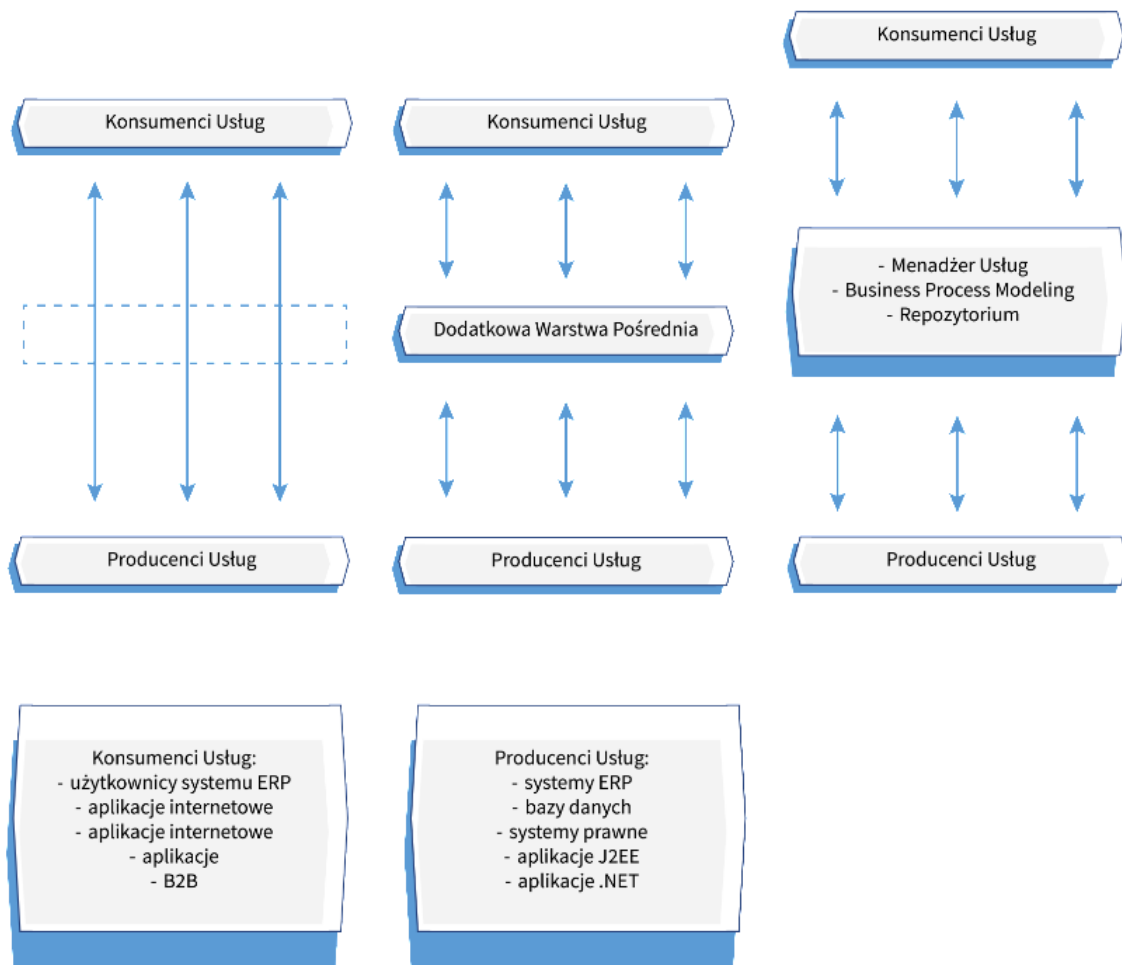 Konsumenci Usług
Producenci Usług
Konsumenci Usług
Dodatkowa Warstwa Pośrednia
Producenci Usług
Konsumenci Usług
- Menadżer Usług
- Business Process Modeling
- Repozytorium
Producenci Usług
Konsumenci Usług:
- użytkownicy systemu ERP
- aplikacje internetowe
- aplikacje internetowe
- aplikacje
- B2B
Producenci Usług:
- systemy ERP
- bazy danych
- systemy prawne
- aplikacje J2EE
- aplikacje .NET